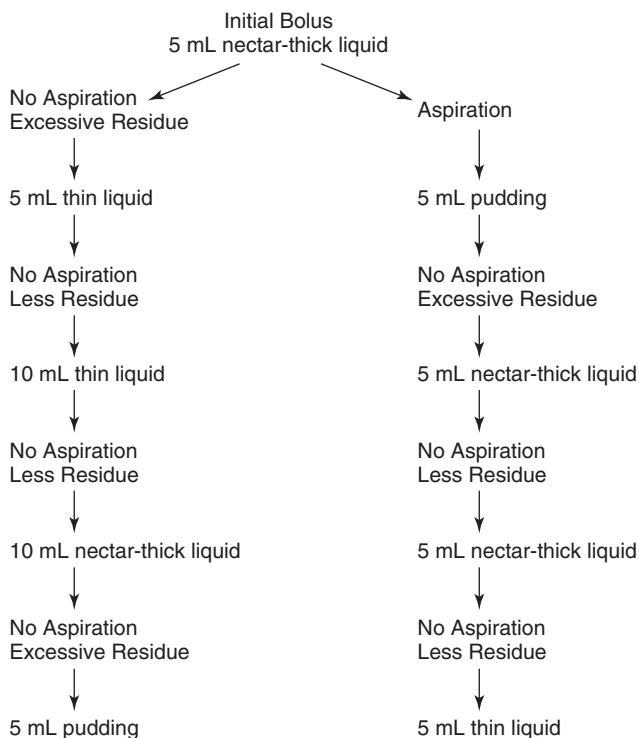 Initial Bolus
5 mL nectar-thick liquid
No Aspiration
Excessive Residue
5 mL thin liquid
No Aspiration
Less Residue
10 mL thin liquid
No Aspiration
Less Residue
10 mL nectar-thick liquid
No Aspiration
Excessive Residue
5 mL pudding
Aspiration
5 mL pudding
No Aspiration
Excessive Residue
5 mL nectar-thick liquid
No Aspiration
Less Residue
5 mL nectar-thick liquid
No Aspiration
Less Residue
5 mL thin liquid